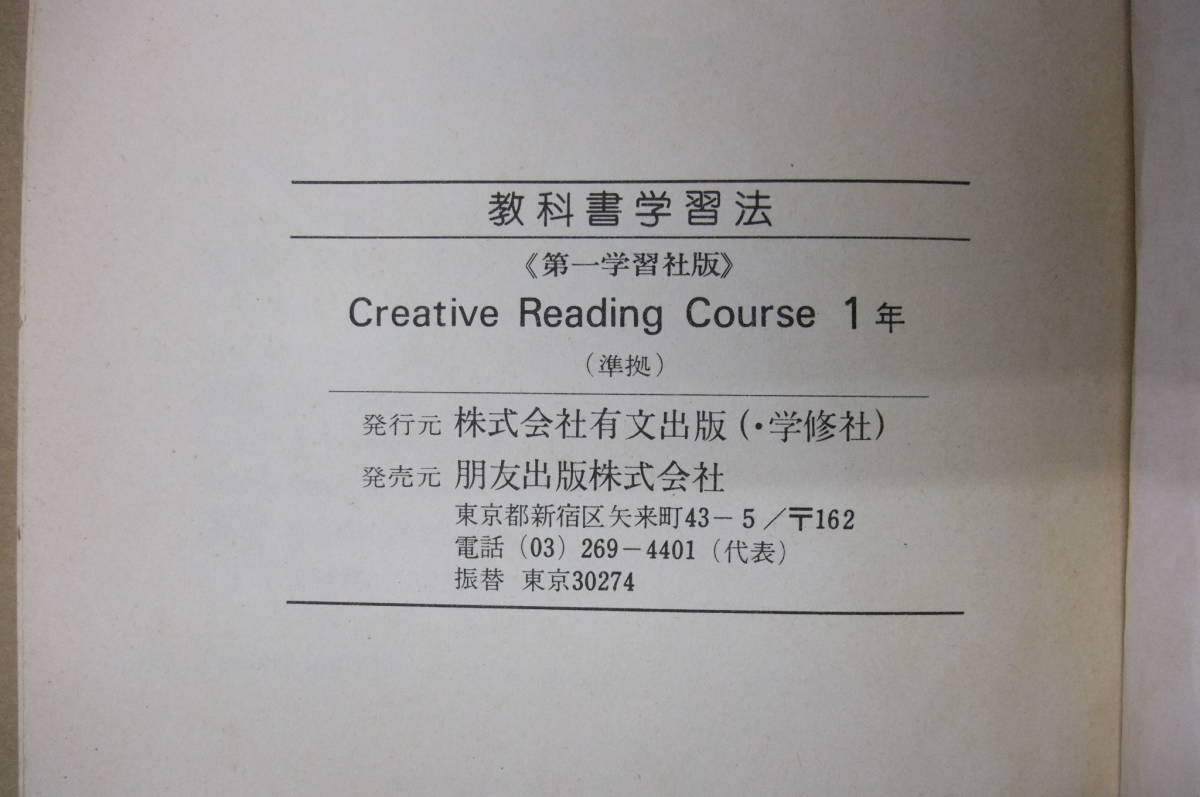 教科書学習法
《第一学習社版》
Creative Reading Course 1年
（準拠）
発行元 株式会社有文出版（・学修社）
発売元 朋友出版株式会社
東京都新宿区矢来町43－5／〒162
電話（03）269－4401（代表）
振替 東京30274